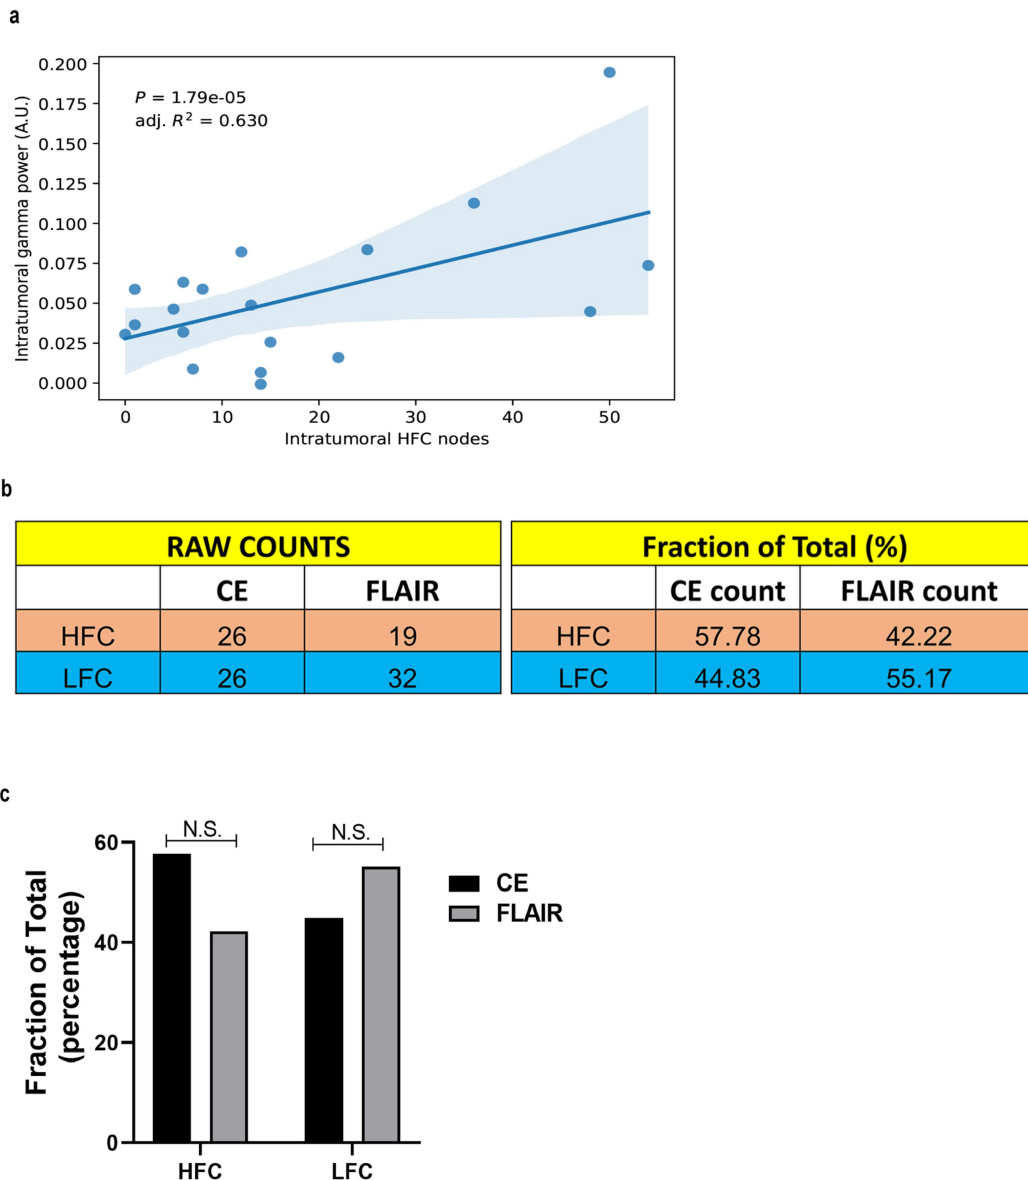 a
0.200
0.175
0.150
0.125
0.100
0.075
0.050
0.025
0.000
Intratumoral gamma power (A.U.)
P = 1.79e-05
adj. R² = 0.630
0 10 20 30 40 50
Intratumoral HFC nodes
b
RAW COUNTS
CE FLAIR
HFC 26 19
LFC 26 32
Fraction of Total (%)
CE count FLAIR count
HFC 57.78 42.22
LFC 44.83 55.17
c
Fraction of Total
(percentage)
60
40
20
0
N.S. N.S.
CE
FLAIR
HFC LFC